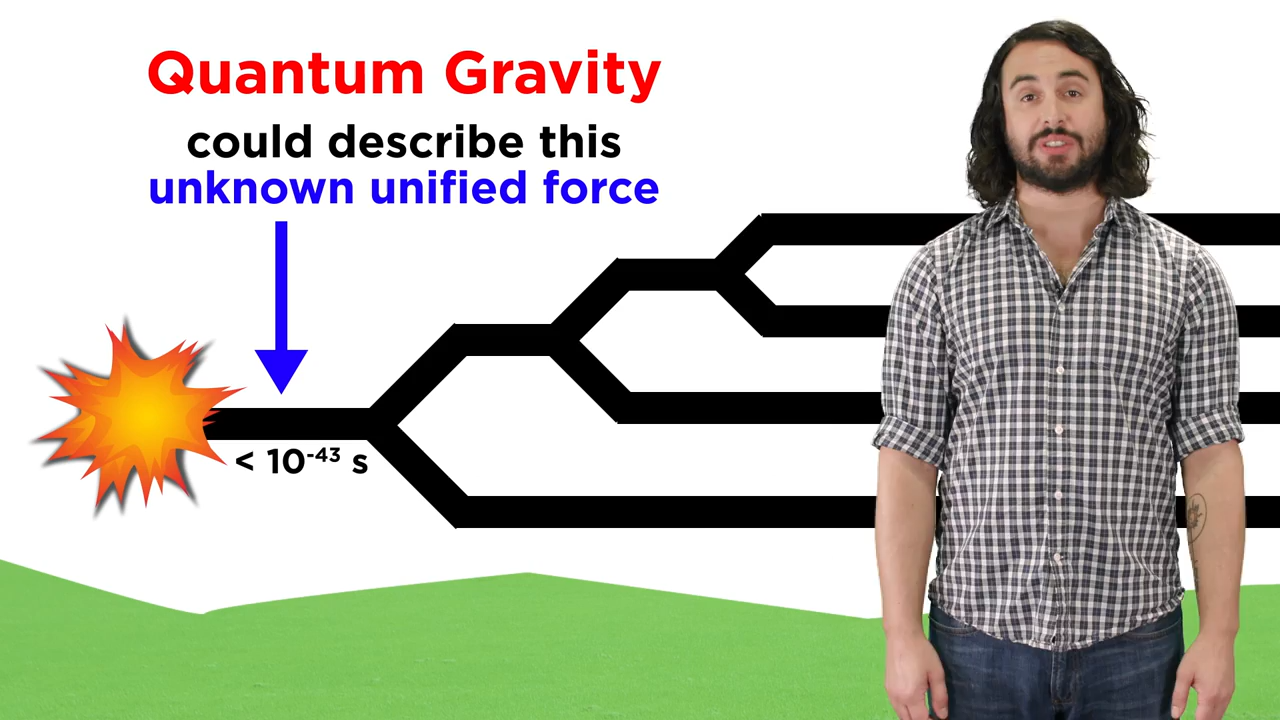 Quantum Gravity
could describe this
unknown unified force
< 10⁻⁴³ s